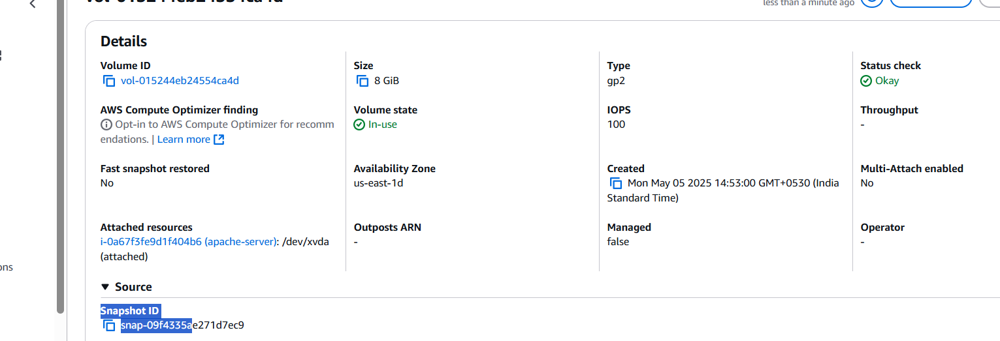 less than a minute ago
Details
Volume ID
vol-015244eb24554ca4d
Size
8 GiB
Type
gp2
Status check
Okay
AWS Compute Optimizer finding
Opt-in to AWS Compute Optimizer for recomm
endations. | Learn more
Volume state
In-use
IOPS
100
Throughput
-
Fast snapshot restored
No
Availability Zone
us-east-1d
Created
Mon May 05 2025 14:53:00 GMT+0530 (India
Standard Time)
Multi-Attach enabled
No
Attached resources
i-0a67f3fe9d1f404b6 (apache-server): /dev/xvda
(attached)
Outposts ARN
-
Managed
false
Operator
-
ons
Source
Snapshot ID
snap-09f4335ae271d7ec9